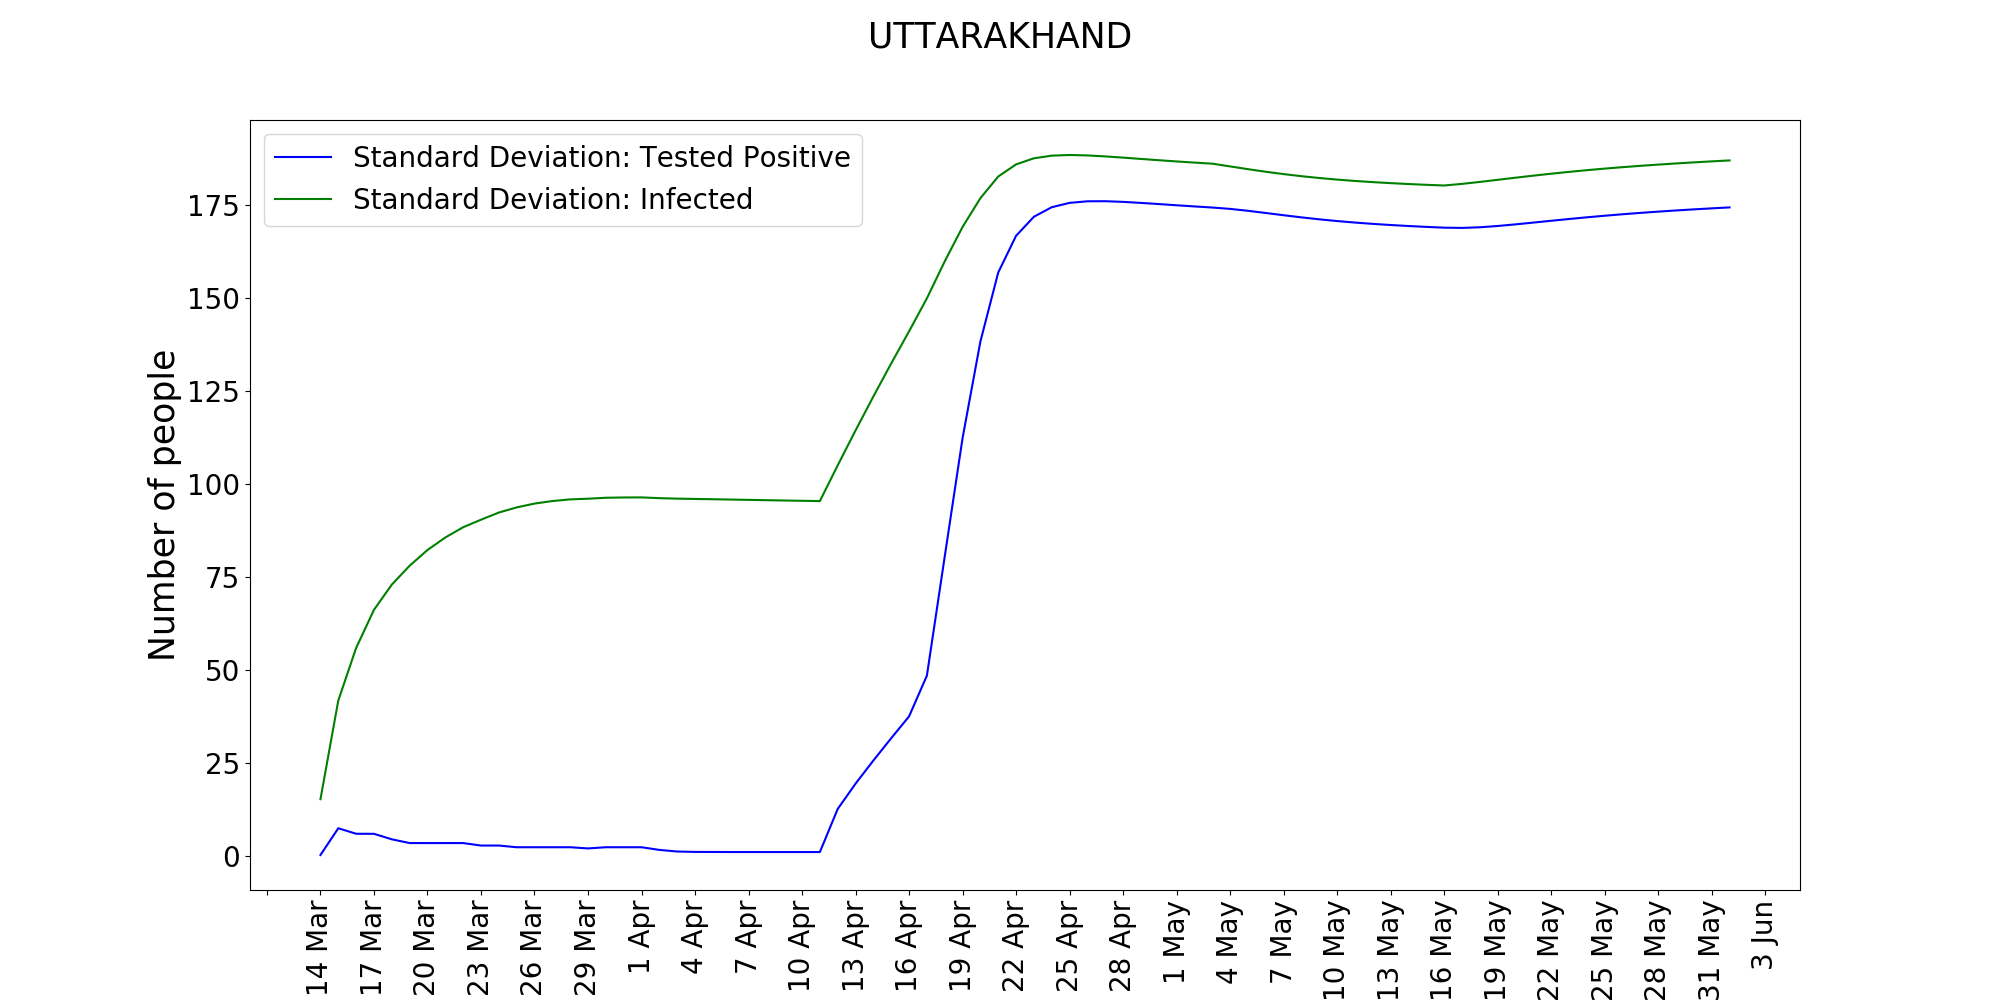 UTTARAKHAND
Standard Deviation: Tested Positive
Standard Deviation: Infected
Number of people
175
150
125
100
75
50
25
0
14 Mar
17 Mar
20 Mar
23 Mar
26 Mar
29 Mar
1 Apr
4 Apr
7 Apr
10 Apr
13 Apr
16 Apr
19 Apr
22 Apr
25 Apr
28 Apr
1 May
4 May
7 May
10 May
13 May
16 May
19 May
22 May
25 May
28 May
31 May
3 Jun